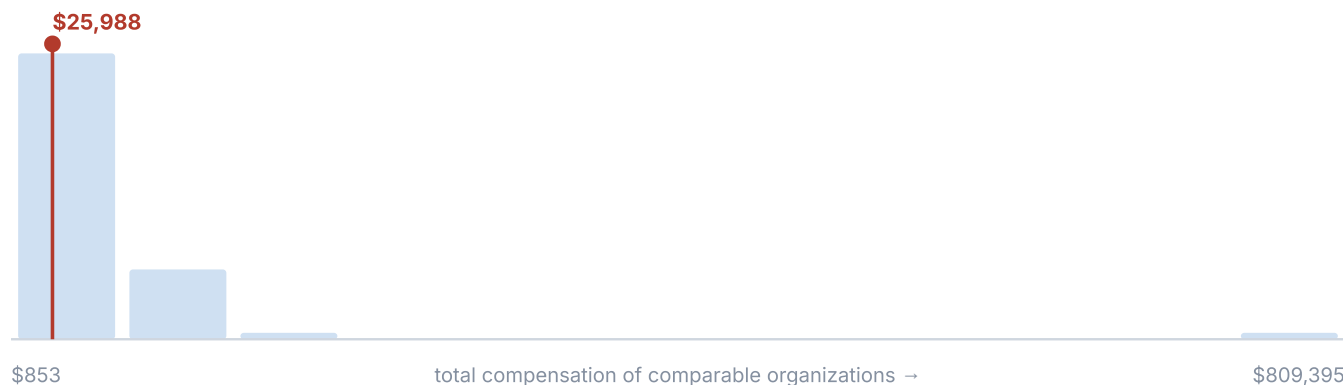 $25,988
$853
total compensation of comparable organizations →
$809,395